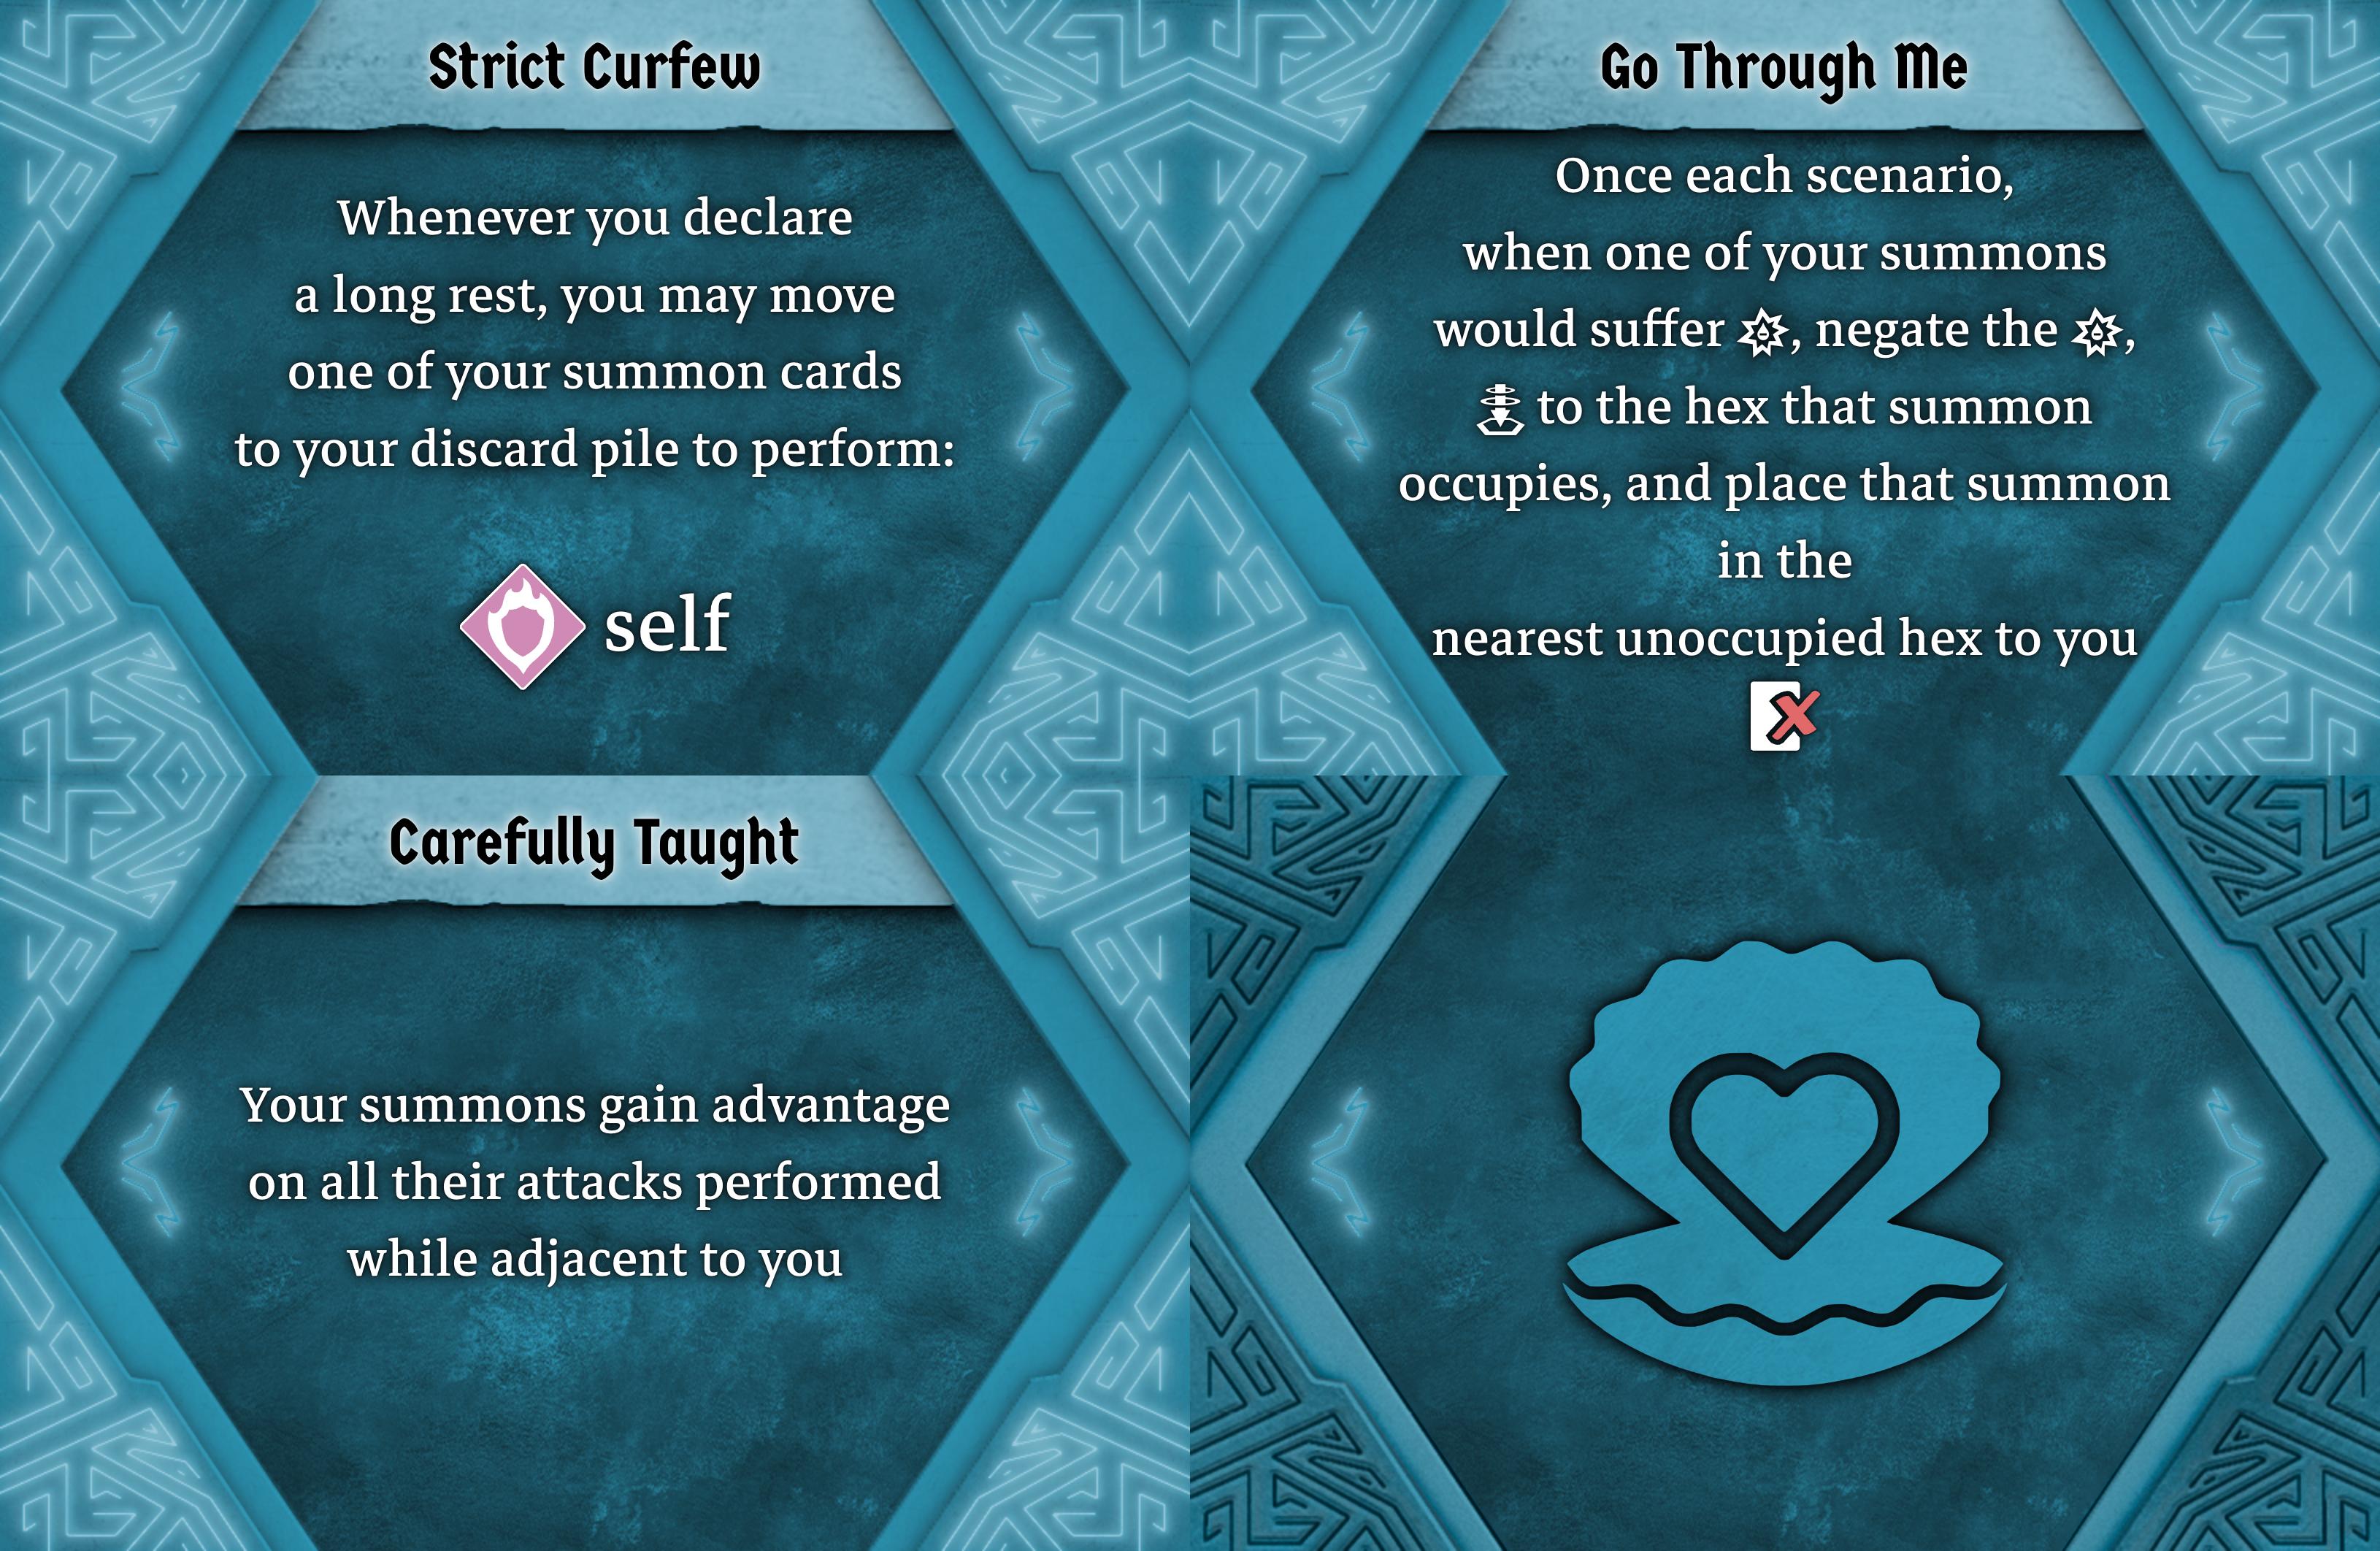 Strict Curfew
Whenever you declare
a long rest, you may move
one of your summon cards
to your discard pile to perform:
self
Go Through Me
Once each scenario,
when one of your summons
would suffer , negate the ,
to the hex that summon
occupies, and place that summon
in the
nearest unoccupied hex to you
Carefully Taught
Your summons gain advantage
on all their attacks performed
while adjacent to you